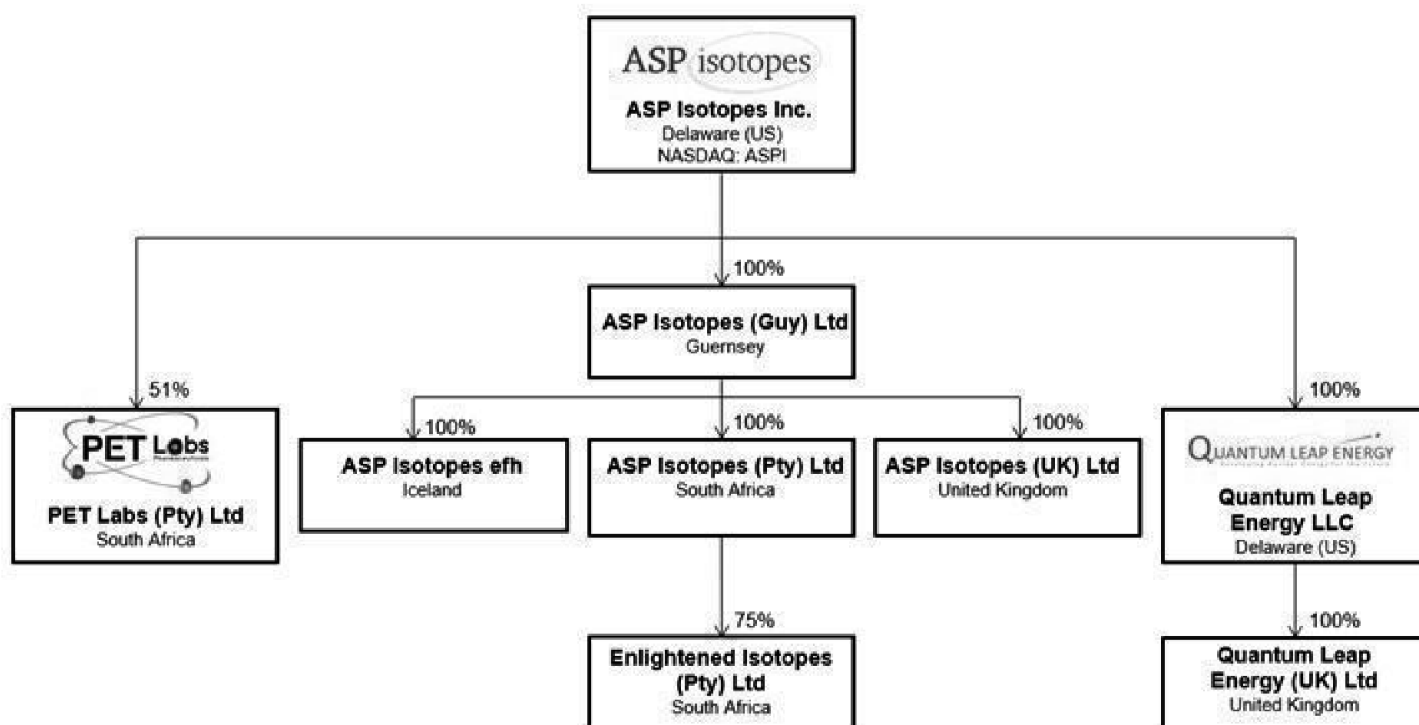 ASP isotopes
ASP Isotopes Inc.
Delaware (US)
NASDAQ: ASPI
100%
ASP Isotopes (Guy) Ltd
Guernsey
51%
PET Labs
PET Labs (Pty) Ltd
South Africa
100%
ASP Isotopes efh
Iceland
100%
ASP Isotopes (Pty) Ltd
South Africa
100%
ASP Isotopes (UK) Ltd
United Kingdom
100%
QUANTUM LEAP ENERGY
Quantum Leap
Energy LLC
Delaware (US)
75%
Enlightened Isotopes
(Pty) Ltd
South Africa
100%
Quantum Leap
Energy (UK) Ltd
United Kingdom